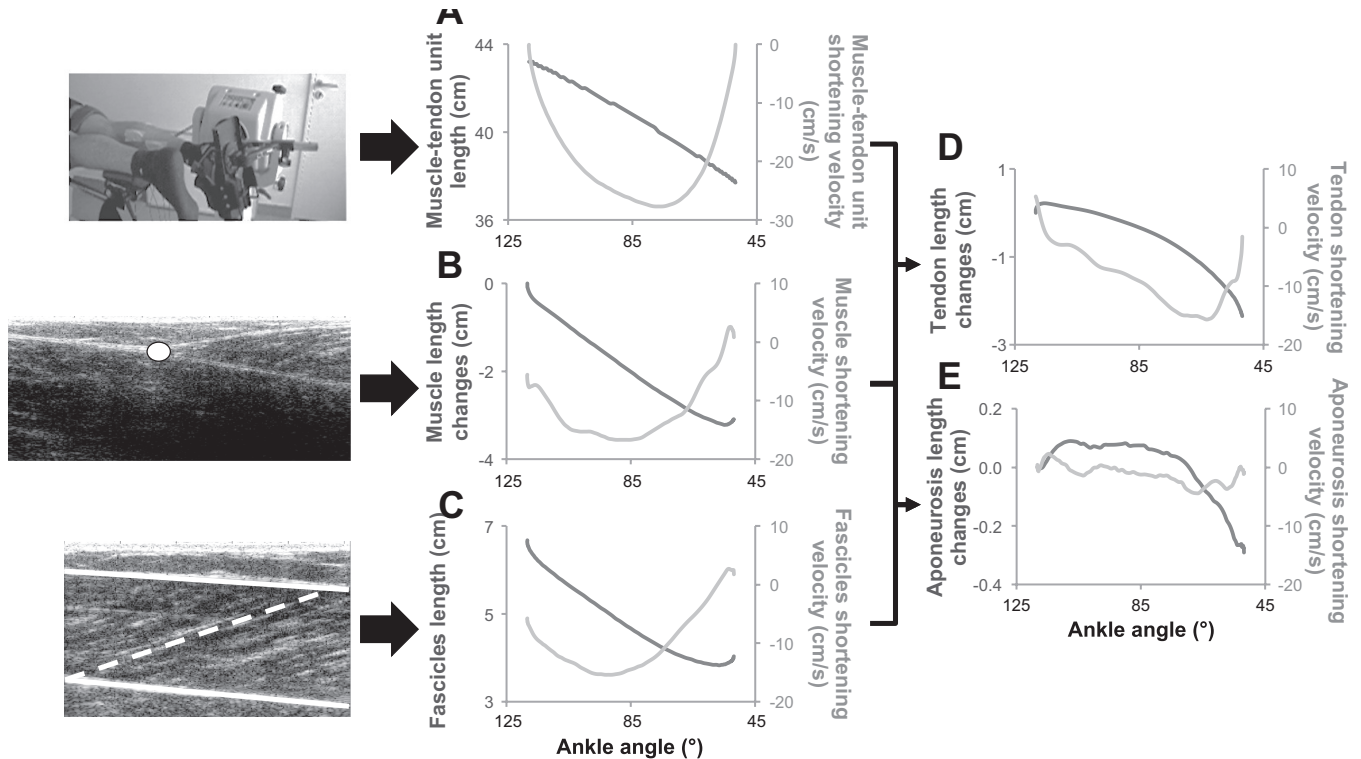 A
Muscle-tendon unit
length (cm)
44
40
36
125
85
45
0
-10
-20
-30
Muscle-tendon unit
shortening velocity
(cm/s)
B
Muscle length
changes (cm)
0
-2
-4
125
85
45
10
0
-10
-20
Muscle shortening
velocity (cm/s)
C
Fascicles length (cm)
7
5
3
125
85
45
10
0
-10
-20
Fascicles shortening
velocity (cm/s)
Ankle angle (°)
D
Tendon length
changes (cm)
1
-1
-3
125
85
45
10
0
-10
-20
Tendon shortening
velocity (cm/s)
E
Aponeurosis length
changes (cm)
0.2
0.0
-0.2
-0.4
125
85
45
10
0
-10
-20
Aponeurosis shortening
velocity (cm/s)
Ankle angle (°)